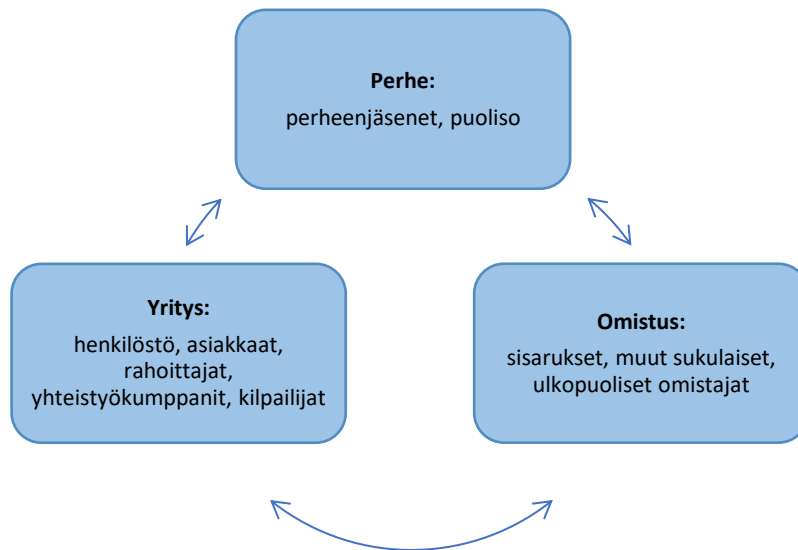 Perhe:
perheenjäsenet, puoliso
Yritys:
henkilöstö, asiakkaat,
rahoittajat,
yhteistyökumppanit, kilpailijat
Omistus:
sisarukset, muut sukulaiset,
ulkopuoliset omistajat